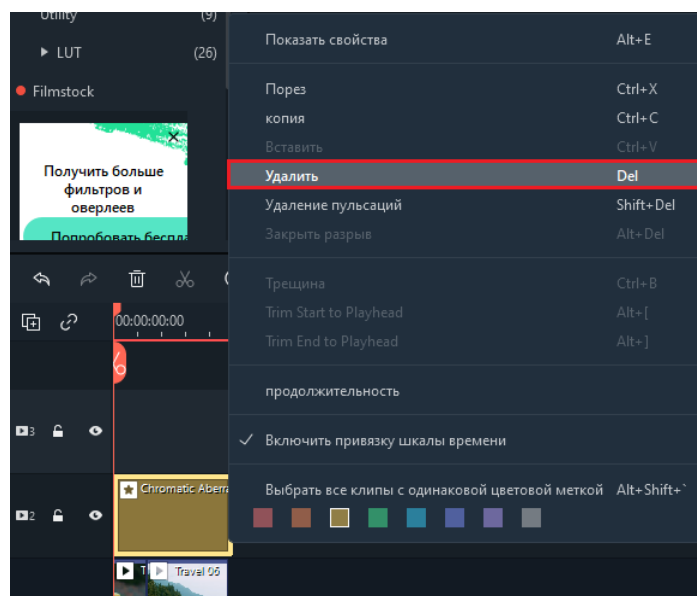 Utility (9)
LUT (26)
Filmstock
Получить больше
фильтров и
оверлеев
Попробовать беспла
Показать свойства Alt+E
Порез Ctrl+X
копия Ctrl+C
Вставить Ctrl+V
Удалить Del
Удаление пульсаций Shift+Del
Закрыть разрыв Alt+Del
Трещина Ctrl+B
Trim Start to Playhead Alt+[
Trim End to Playhead Alt+]
продолжительность
Включить привязку шкалы времени
Выбрать все клипы с одинаковой цветовой меткой Alt+Shift+`
00:00:00:00
3
2
Chromatic Aberra
T Travel 05